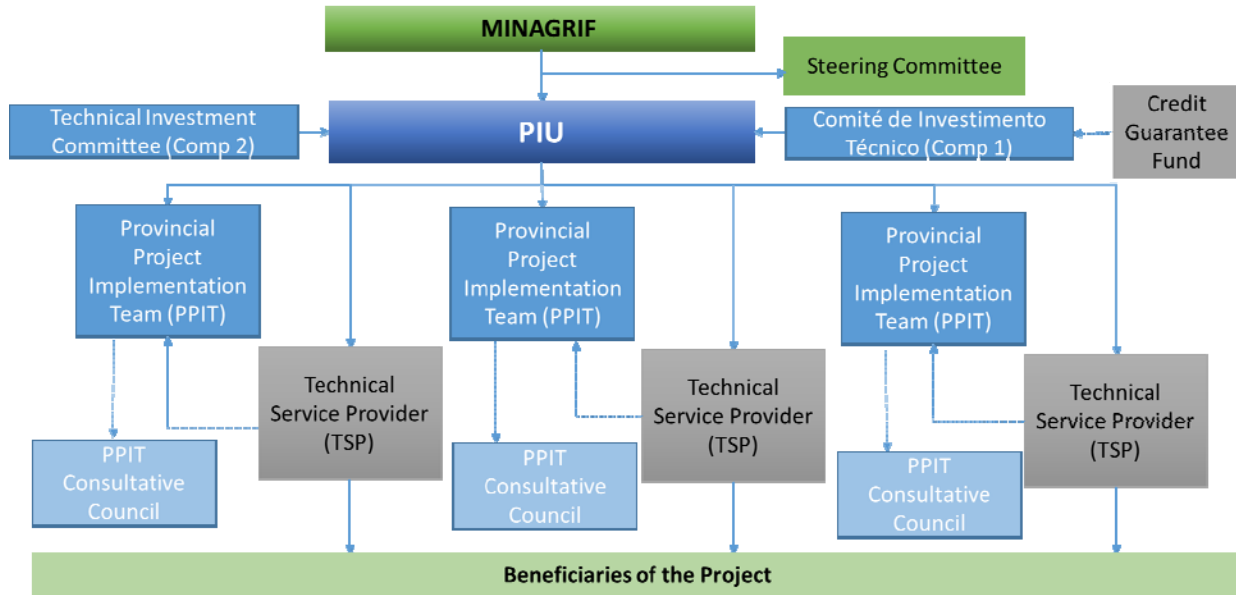 MINAGRIF
Steering Committee
Technical Investment
Committee (Comp 2)
PIU
Comité de Investimento
Técnico (Comp 1)
Credit
Guarantee
Fund
Provincial
Project
Implementation
Team (PPIT)
Provincial
Project
Implementation
Team (PPIT)
Provincial
Project
Implementation
Team (PPIT)
Technical
Service Provider
(TSP)
Technical
Service Provider
(TSP)
Technical
Service Provider
(TSP)
PPIT
Consultative
Council
PPIT
Consultative
Council
PPIT
Consultative
Council
Beneficiaries of the Project